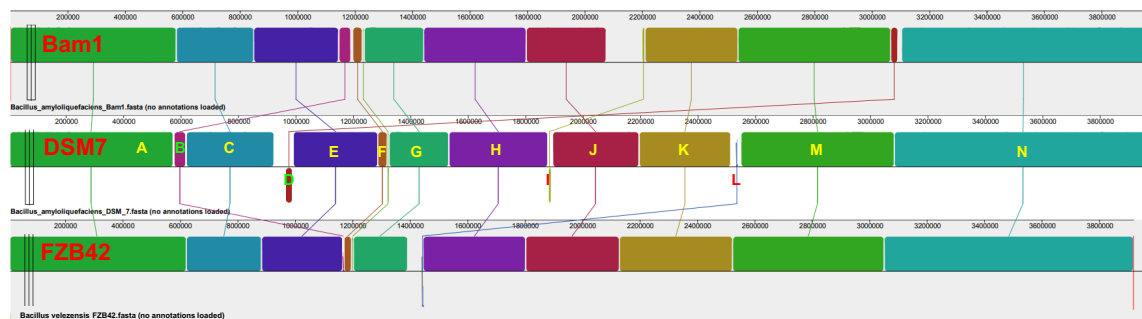 200000 400000 600000 800000 1000000 1200000 1400000 1600000 1800000 2000000 2200000 2400000 2600000 2800000 3000000 3200000 3400000 3600000 3800000
Bam1
Bacillus_amyloliquefaciens_Bam1.fasta (no annotations loaded)
200000 400000 600000 800000 1000000 1200000 1400000 1600000 1800000 2000000 2200000 2400000 2600000 2800000 3000000 3200000 3400000 3600000 3800000
DSM7 A B C E F G H J K M N
D I L
Bacillus_amyloliquefaciens_DSM_7.fasta (no annotations loaded)
200000 400000 600000 800000 1000000 1200000 1400000 1600000 1800000 2000000 2200000 2400000 2600000 2800000 3000000 3200000 3400000 3600000 3800000
FZB42
Bacillus velezensis FZB42.fasta (no annotations loaded)